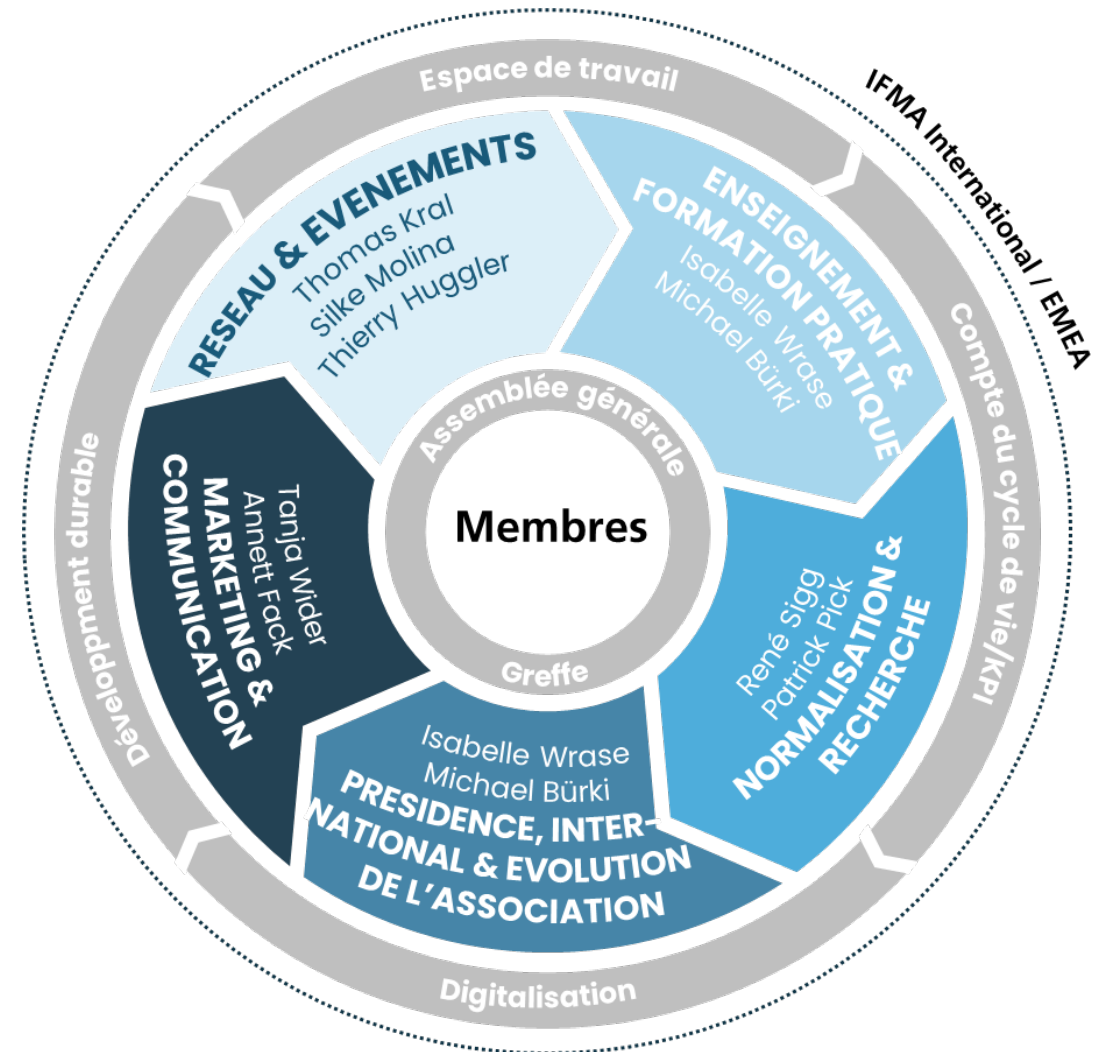 IFMA International / EMEA
Espace de travail
Compte du cycle de vie/KPI
Digitalisation
Développment durable
RESEAU & EVENEMENTS
Thomas Kral
Silke Molina
Thierry Huggler
ENSEIGNEMENT &
FORMATION PRATIQUE
Isabelle Wrase
Michael Bürki
René Sigg
Patrick Pick
NORMALISATION &
RECHERCHE
Isabelle Wrase
Michael Bürki
PRESIDENCE, INTER-
NATIONAL & EVOLUTION
DE L’ASSOCIATION
Tanja Wider
Annett Fack
MARKETING &
COMMUNICATION
Assemblée générale
Membres
Greffe